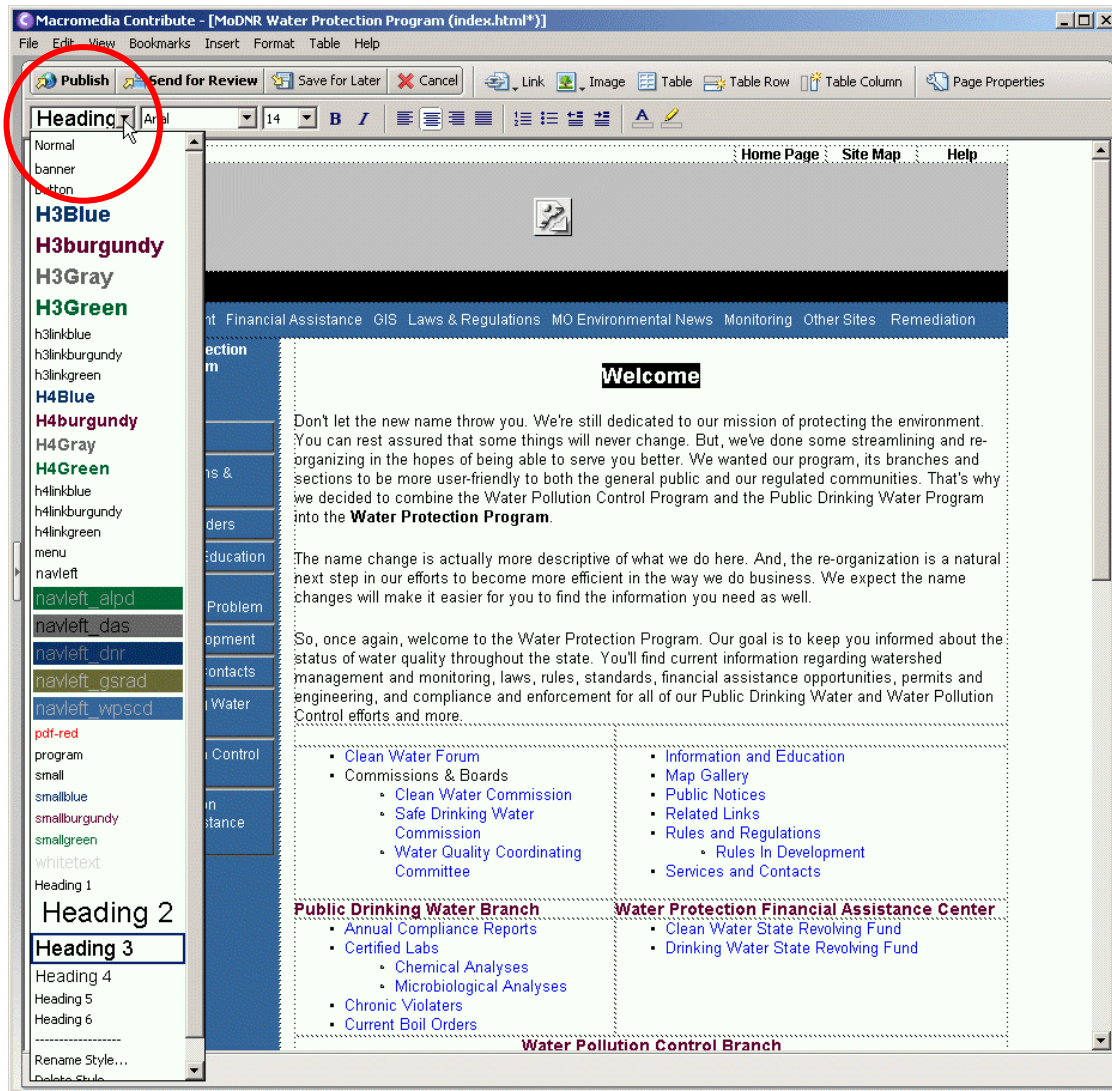 Macromedia Contribute - [MoDNR Water Protection Program (index.html*)]
File Edit View Bookmarks Insert Format Table Help
Publish Send for Review Save for Later Cancel Link Image Table Table Row Table Column Page Properties
Heading Arial 14 B I A
Normal
banner
button
H3Blue
H3burgundy
H3Gray
H3Green
h3linkblue
h3linkburgundy
h3linkgreen
H4Blue
H4burgundy
H4Gray
H4Green
h4linkblue
h4linkburgundy
h4linkgreen
menu
navleft
navleft_alpd
navleft_das
navleft_dnr
navleft_gsrad
navleft_wpscd
pdf-red
program
small
smallblue
smallburgundy
smallgreen
whitetext
Heading 1
Heading 2
Heading 3
Heading 4
Heading 5
Heading 6
------------------
Rename Style...
Delete Style
Home Page Site Map Help
nt Financial Assistance GIS Laws & Regulations MO Environmental News Monitoring Other Sites Remediation
ection
m
ns &
ders
Education
Problem
opment
ontacts
Water
Control
on
stance
Welcome
Don't let the new name throw you. We're still dedicated to our mission of protecting the environment.
You can rest assured that some things will never change. But, we've done some streamlining and re-
organizing in the hopes of being able to serve you better. We wanted our program, its branches and
sections to be more user-friendly to both the general public and our regulated communities. That's why
we decided to combine the Water Pollution Control Program and the Public Drinking Water Program
into the Water Protection Program.
The name change is actually more descriptive of what we do here. And, the re-organization is a natural
next step in our efforts to become more efficient in the way we do business. We expect the name
changes will make it easier for you to find the information you need as well.
So, once again, welcome to the Water Protection Program. Our goal is to keep you informed about the
status of water quality throughout the state. You'll find current information regarding watershed
management and monitoring, laws, rules, standards, financial assistance opportunities, permits and
engineering, and compliance and enforcement for all of our Public Drinking Water and Water Pollution
Control efforts and more.
Clean Water Forum
Commissions & Boards
Clean Water Commission
Safe Drinking Water
Commission
Water Quality Coordinating
Committee
Information and Education
Map Gallery
Public Notices
Related Links
Rules and Regulations
Rules In Development
Services and Contacts
Public Drinking Water Branch
Annual Compliance Reports
Certified Labs
Chemical Analyses
Microbiological Analyses
Chronic Violaters
Current Boil Orders
Water Protection Financial Assistance Center
Clean Water State Revolving Fund
Drinking Water State Revolving Fund
Water Pollution Control Branch